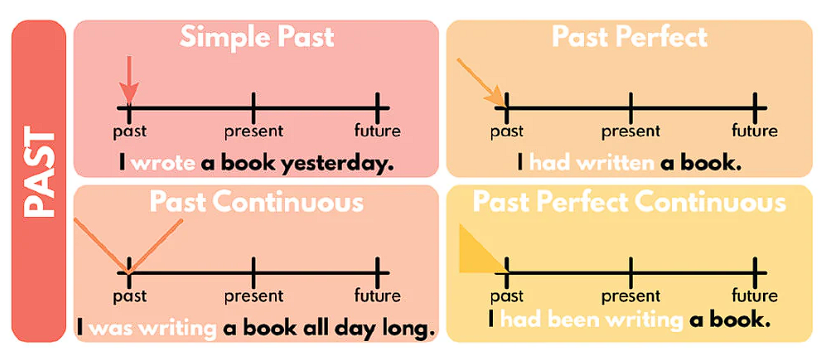 PAST
Simple Past
past present future
I wrote a book yesterday.
Past Perfect
past present future
I had written a book.
Past Continuous
past present future
I was writing a book all day long.
Past Perfect Continuous
past present future
I had been writing a book.